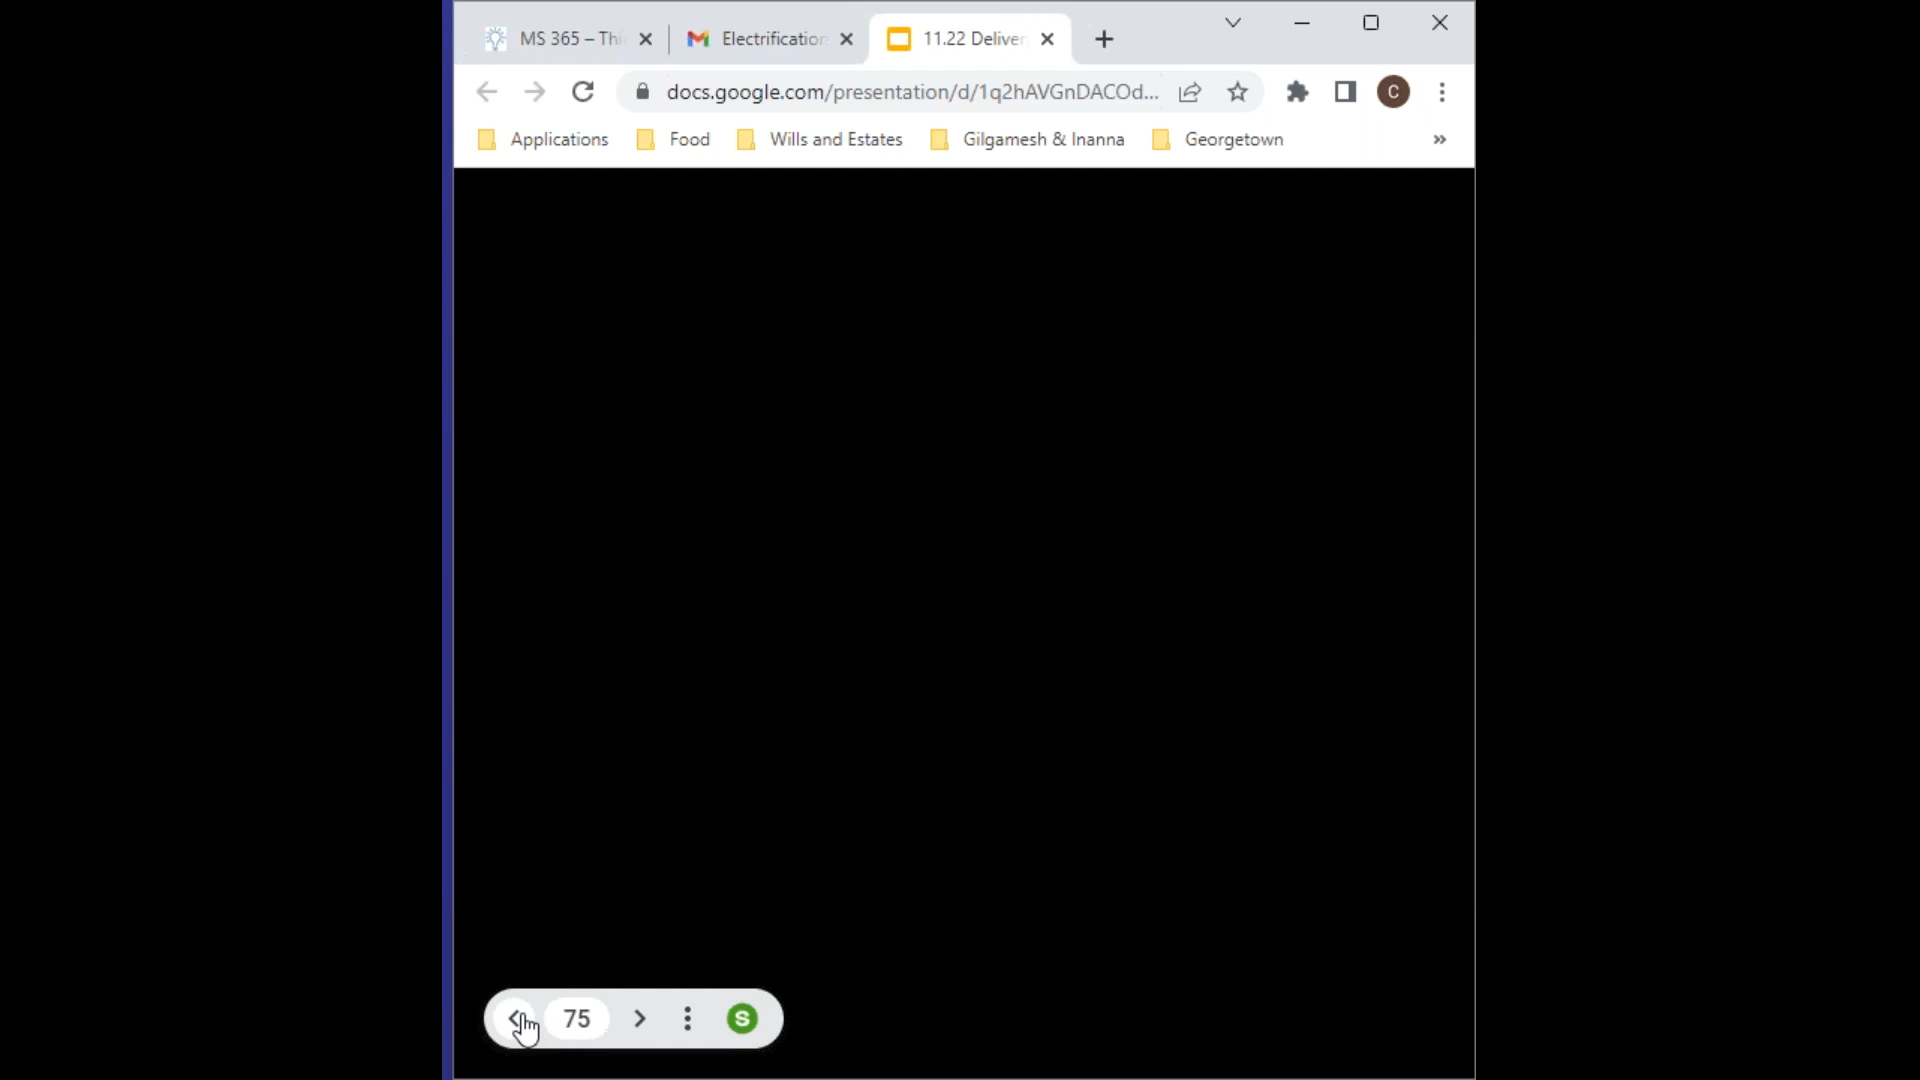 MS 365 – Thi
Electrification
11.22 Deliver
docs.google.com/presentation/d/1q2hAVGnDACOd...
C
Applications
Food
Wills and Estates
Gilgamesh & Inanna
Georgetown
»
75
S